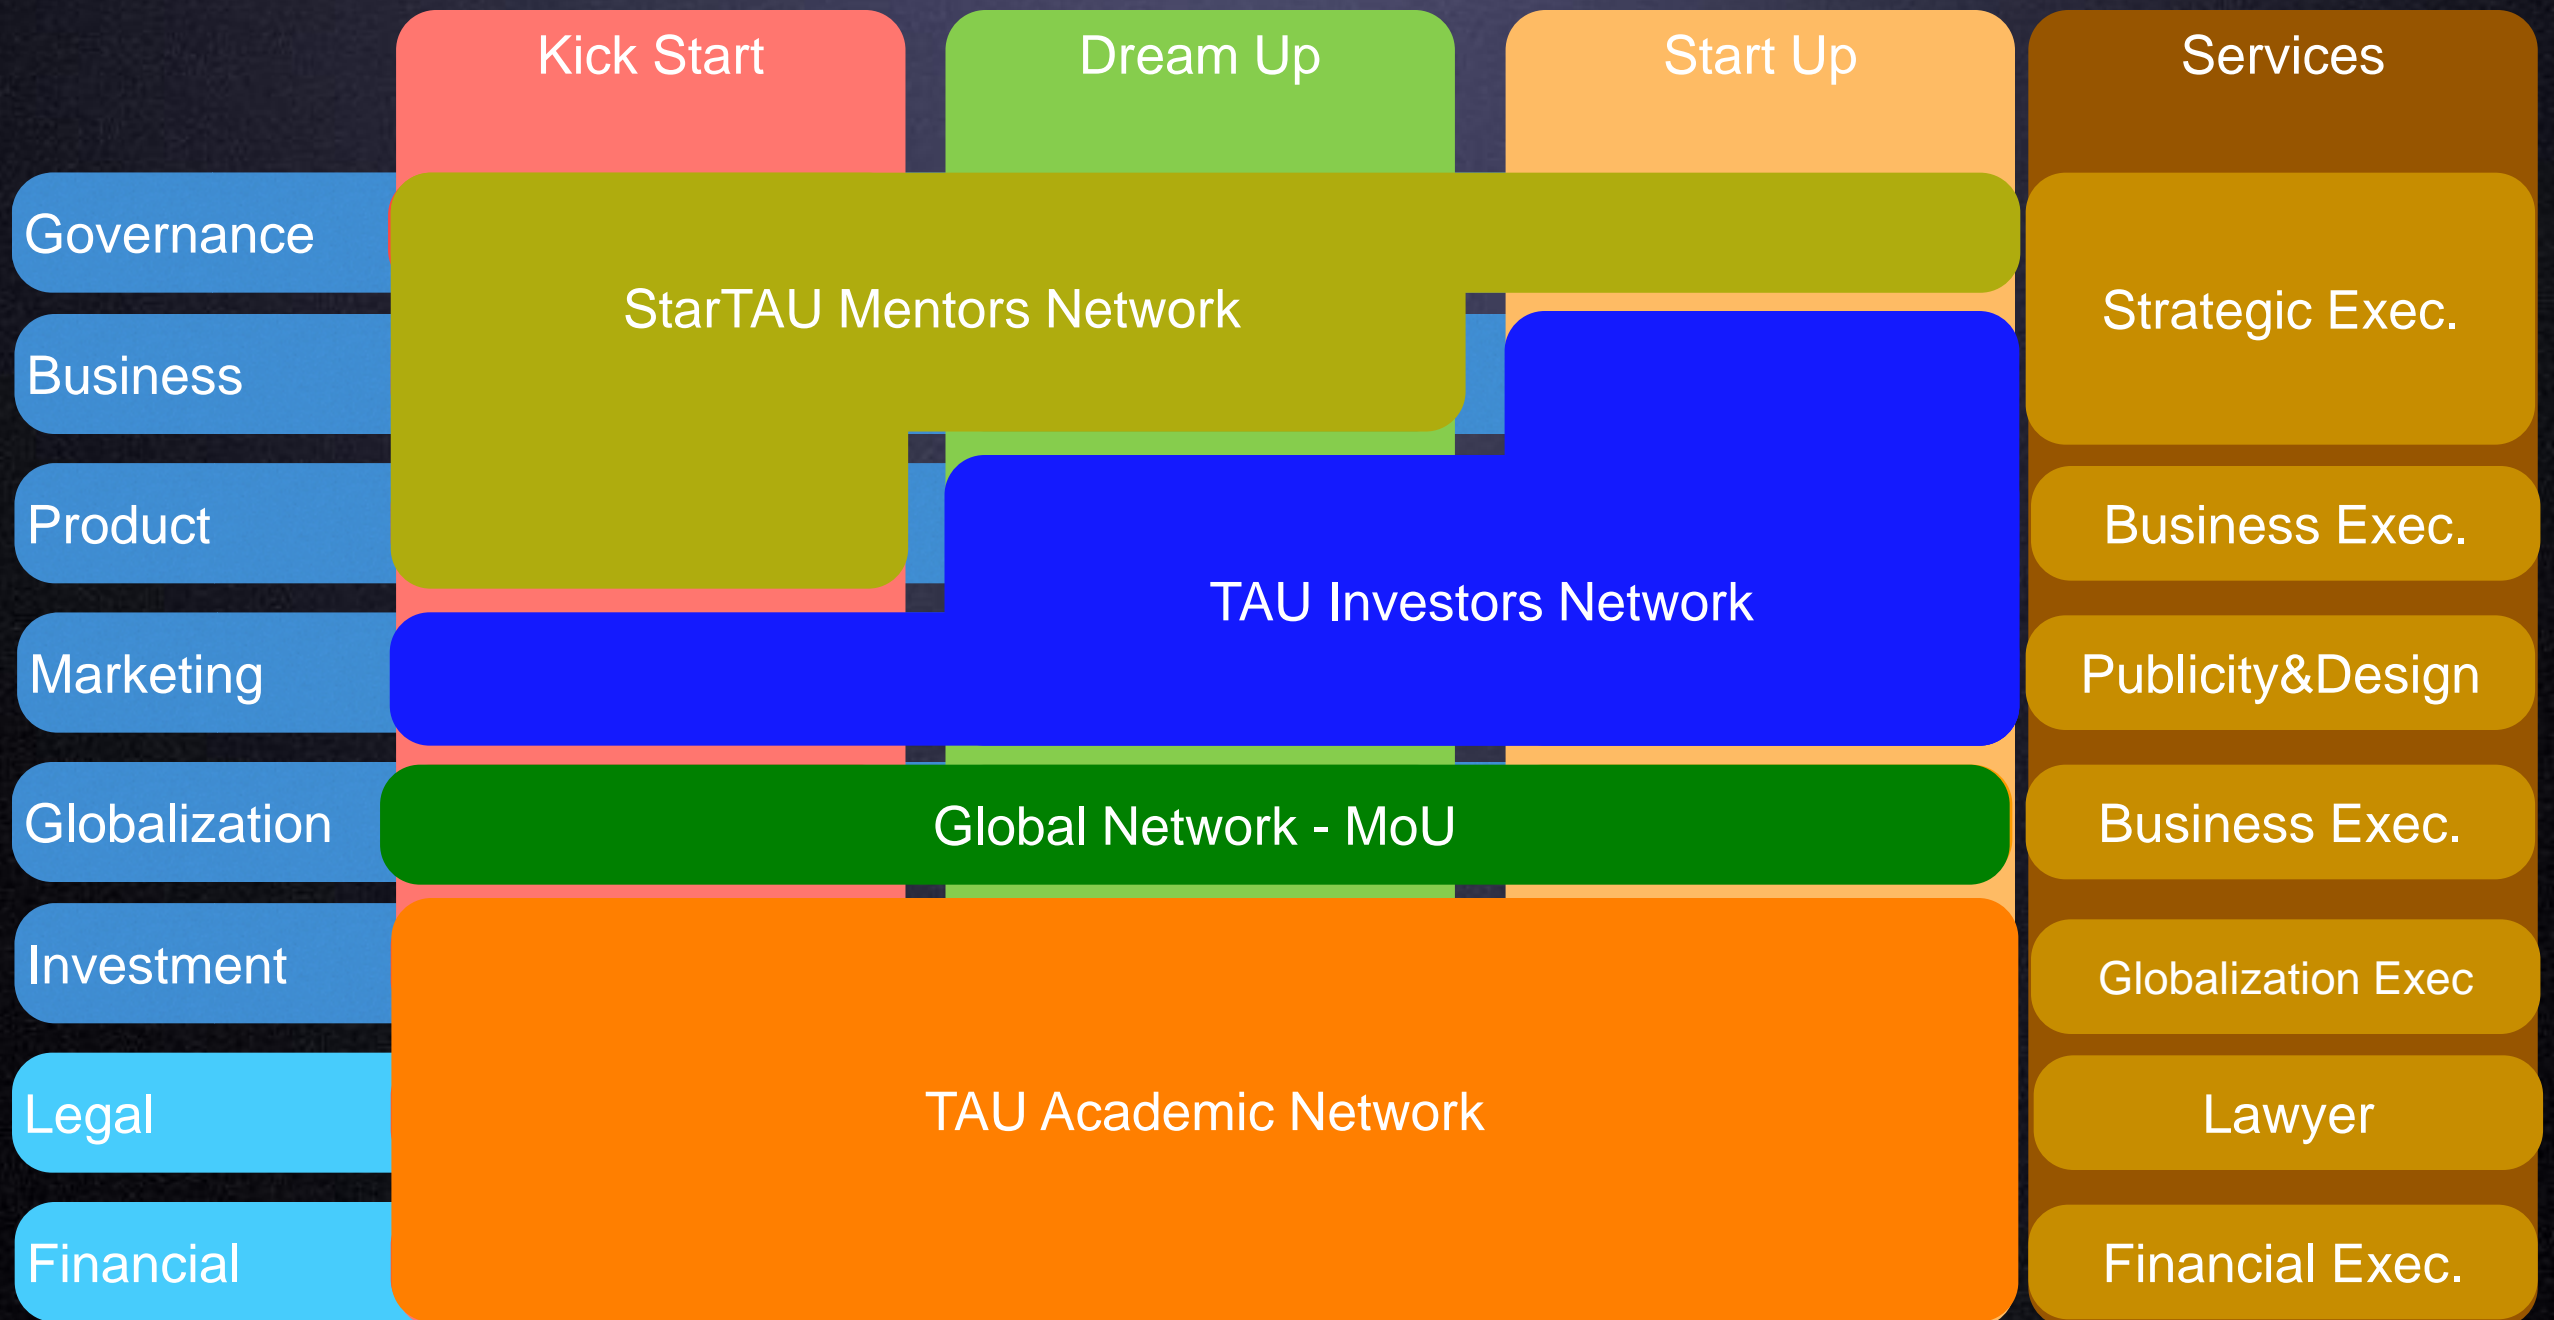 Kick Start
Dream Up
Start Up
Services
Governance
StarTAU Mentors Network
Strategic Exec.
Business
Product
Business Exec.
TAU Investors Network
Marketing
Publicity&Design
Globalization
Global Network - MoU
Business Exec.
Investment
Globalization Exec
Legal
TAU Academic Network
Lawyer
Financial
Financial Exec.